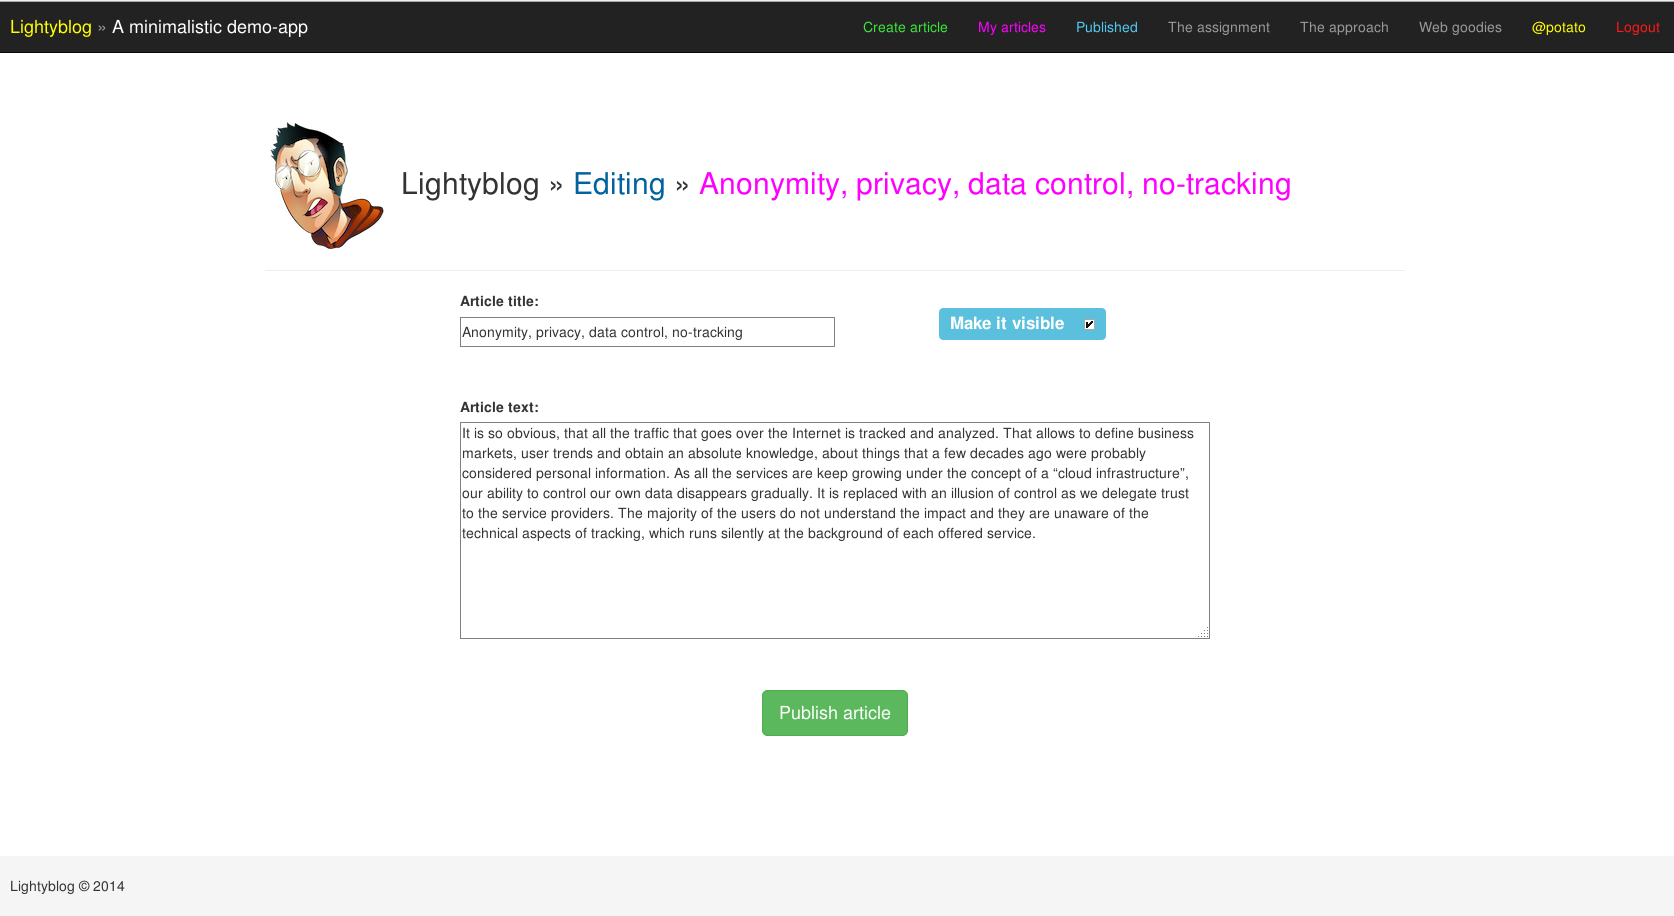 Lightyblog » A minimalistic demo-app Create article My articles Published The assignment The approach Web goodies @potato Logout
Lightyblog » Editing » Anonymity, privacy, data control, no-tracking
Article title:
Anonymity, privacy, data control, no-tracking
Make it visible
Article text:
It is so obvious, that all the traffic that goes over the Internet is tracked and analyzed. That allows to define business
markets, user trends and obtain an absolute knowledge, about things that a few decades ago were probably
considered personal information. As all the services are keep growing under the concept of a “cloud infrastructure”,
our ability to control our own data disappears gradually. It is replaced with an illusion of control as we delegate trust
to the service providers. The majority of the users do not understand the impact and they are unaware of the
technical aspects of tracking, which runs silently at the background of each offered service.
Publish article
Lightyblog © 2014